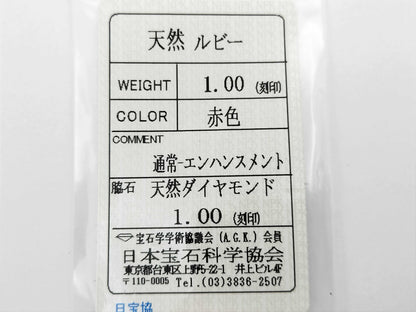 天然 ルビー
WEIGHT 1.00 (刻印)
COLOR 赤色
COMMENT
通常-エンハンスメント
脇石 天然ダイヤモンド
1.00 (刻印)
宝石学学術協議会 (A.G.K.) 会員
日本宝石科学協会
東京都台東区上野5-22-1 井上ビル4F
〒110-0005 Tel.(03)3836-2507
日宝協